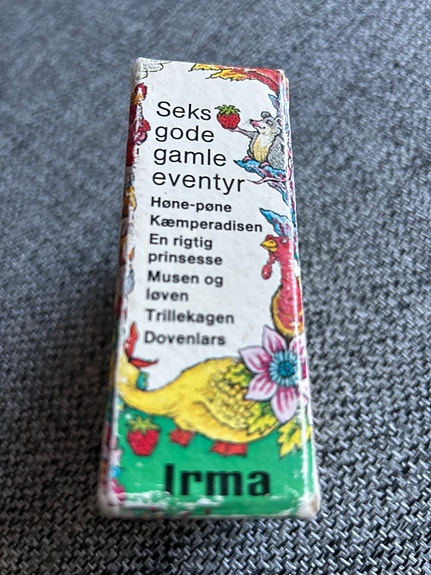 Seks
gode
gamle
eventyr
Høne-pøne
Kæmperadisen
En rigtig
prinsesse
Musen og
løven
Trillekagen
Dovenlars
Irma